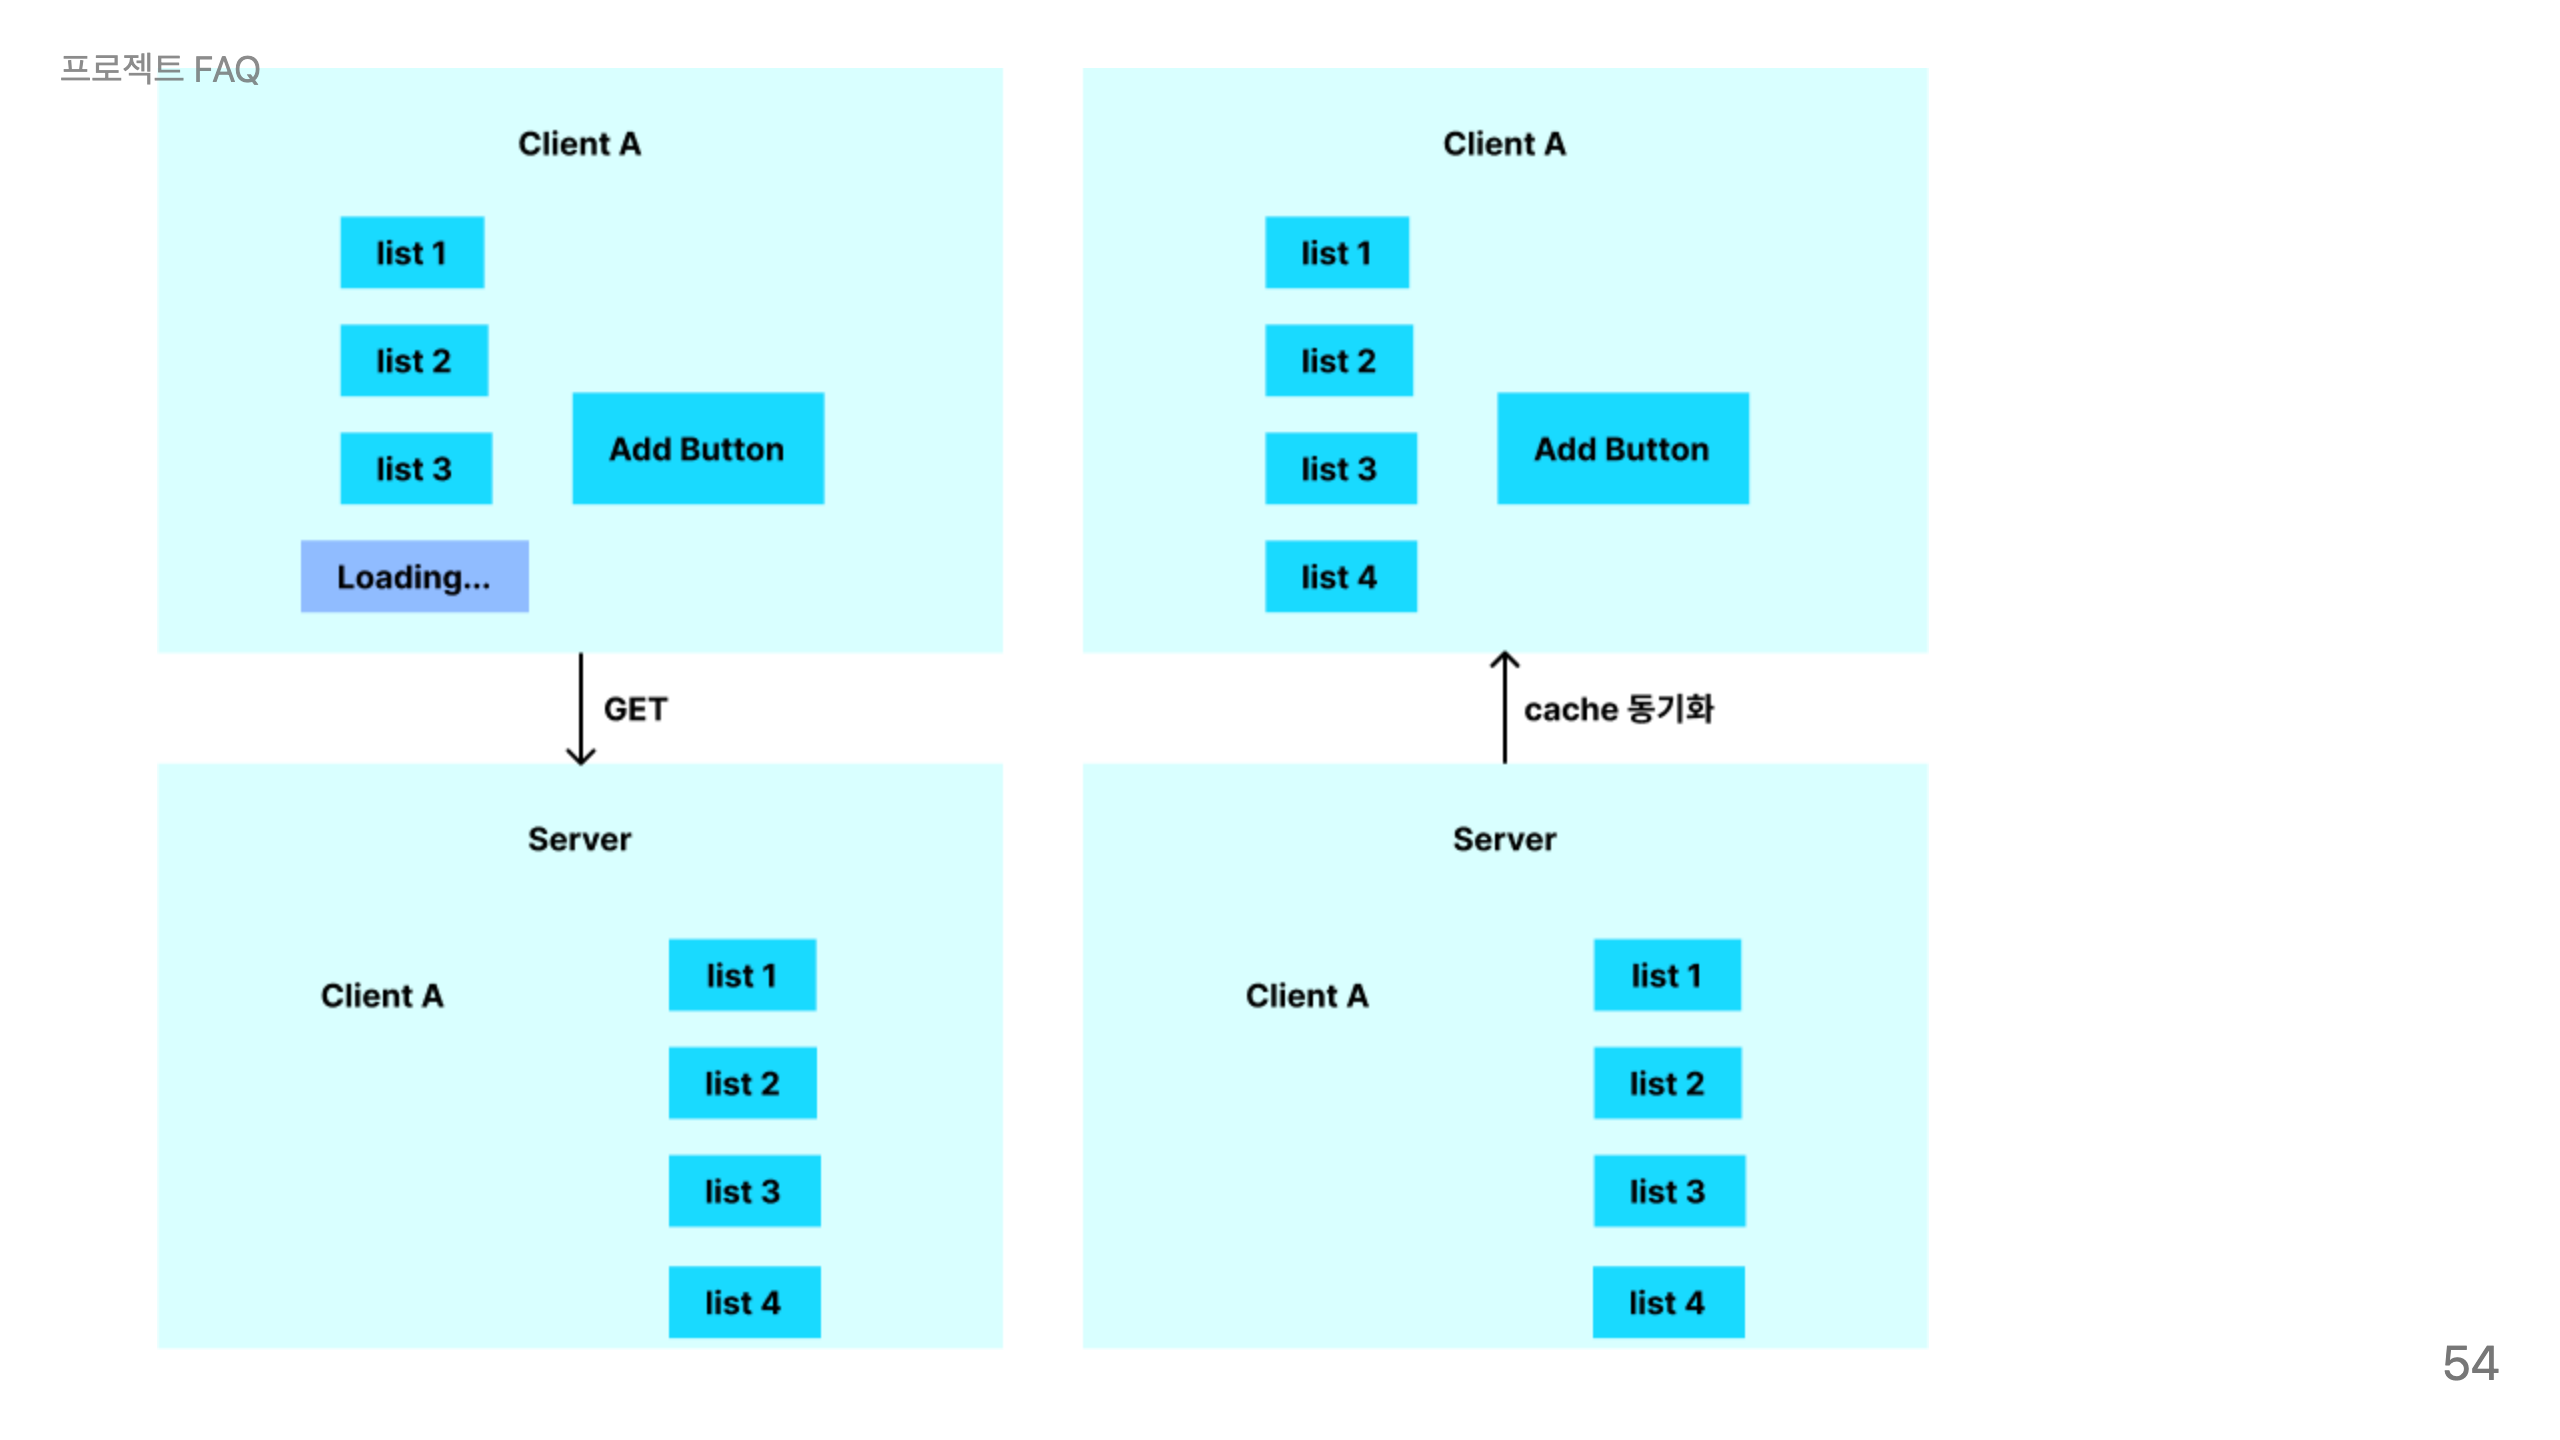 프로젝트 FAQ
Client A
list 1
list 2
list 3
Add Button
Loading...
GET
Server
Client A
list 1
list 2
list 3
list 4
Client A
list 1
list 2
list 3
Add Button
list 4
cache 동기화
Server
Client A
list 1
list 2
list 3
list 4
54